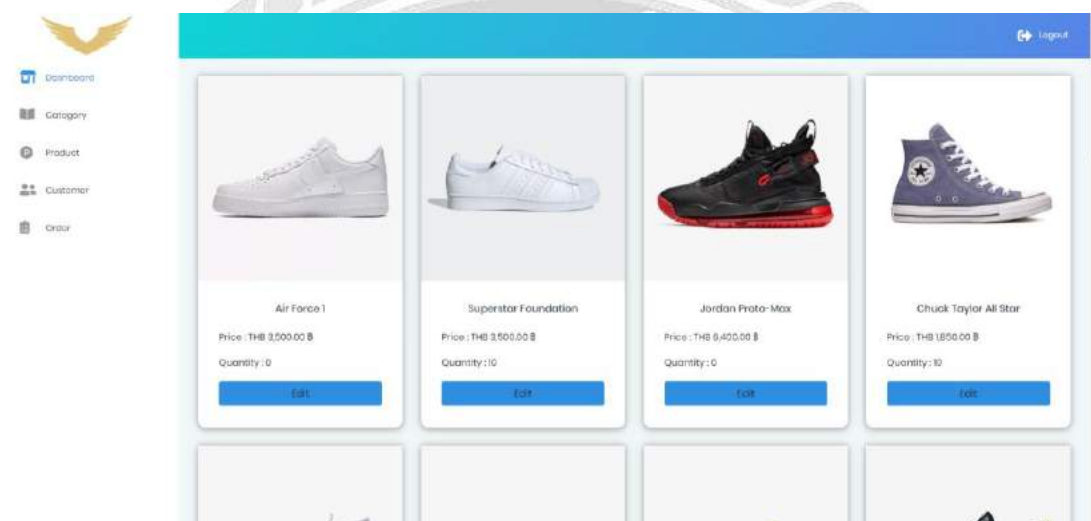 Logout
Dashboard
Category
Product
Customer
Order
Air Force 1
Price : THB 3,500.00 ฿
Quantity : 0
Edit
Superstar Foundation
Price : THB 3,500.00 ฿
Quantity : 10
Edit
Jordan Proto-Max
Price : THB 6,400.00 ฿
Quantity : 0
Edit
Chuck Taylor All Star
Price : THB 1,850.00 ฿
Quantity : 10
Edit